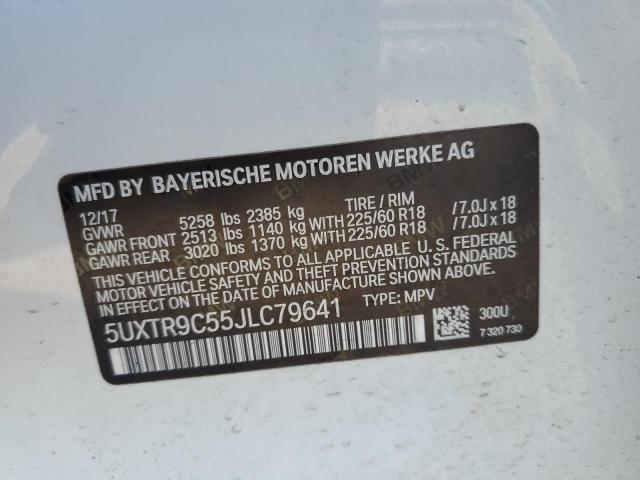 MFD BY BAYERISCHE MOTOREN WERKE AG
12/17 TIRE / RIM
GVWR 5258 lbs 2385 kg
GAWR FRONT 2513 lbs 1140 kg WITH 225/60 R18 /7.0J x 18
GAWR REAR 3020 lbs 1370 kg WITH 225/60 R18 /7.0J x 18
THIS VEHICLE CONFORMS TO ALL APPLICABLE U.S. FEDERAL
MOTOR VEHICLE SAFETY AND THEFT PREVENTION STANDARDS
IN EFFECT ON THE DATE OF MANUFACTURE SHOWN ABOVE.
5UXTR9C55JLC79641 TYPE: MPV
300U
7 320 730